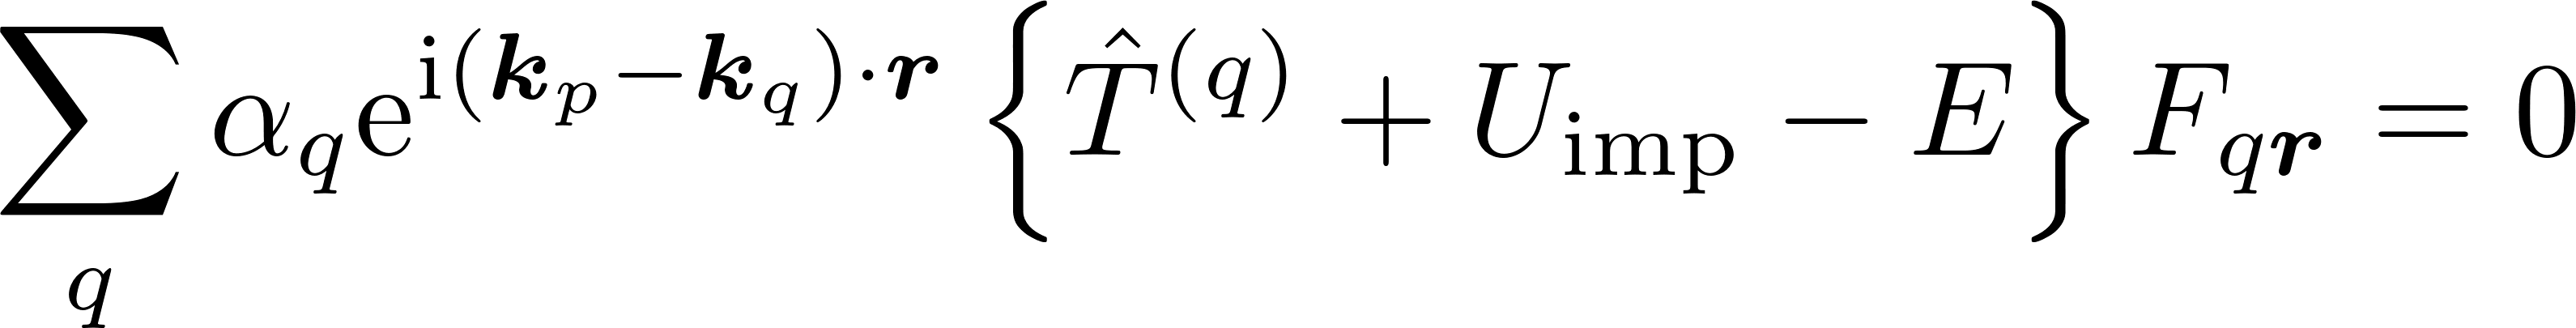 \sum_{q} \alpha_q \mathrm{e}^{\mathrm{i}(\boldsymbol{k}_p - \boldsymbol{k}_q) \cdot \boldsymbol{r}} \left\{ \hat{T}^{(q)} + U_{\mathrm{imp}} - E \right\} F_{q\boldsymbol{r}} = 0